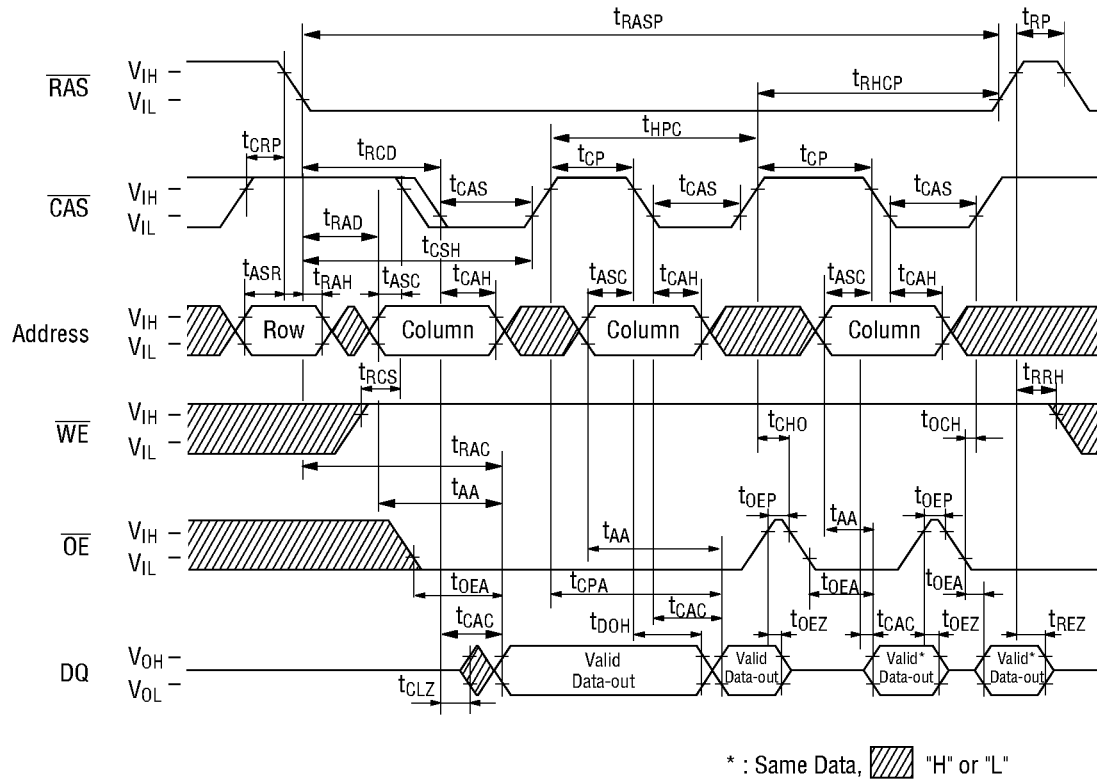 tRASP
tRP
RAS
VIH
VIL
tRHCP
tHPC
tCRP
tRCD
tCP
tCP
CAS
VIH
VIL
tCAS
tCAS
tCAS
tRAD
tCSH
tASR
tRAH
tASC
tCAH
tASC
tCAH
tASC
tCAH
Address
VIH
VIL
Row
Column
Column
Column
tRCS
tRRH
WE
VIH
VIL
tCHO
tOCH
tRAC
tAA
tOEP
tOEP
OE
VIH
VIL
tAA
tAA
tOEA
tCPA
tOEA
tOEA
tCAC
tCAC
tDOH
tOEZ
tCAC
tOEZ
tREZ
DQ
VOH
VOL
Valid
Data-out
Valid
Data-out
Valid*
Data-out
Valid*
Data-out
tCLZ
* : Same Data, "H" or "L"